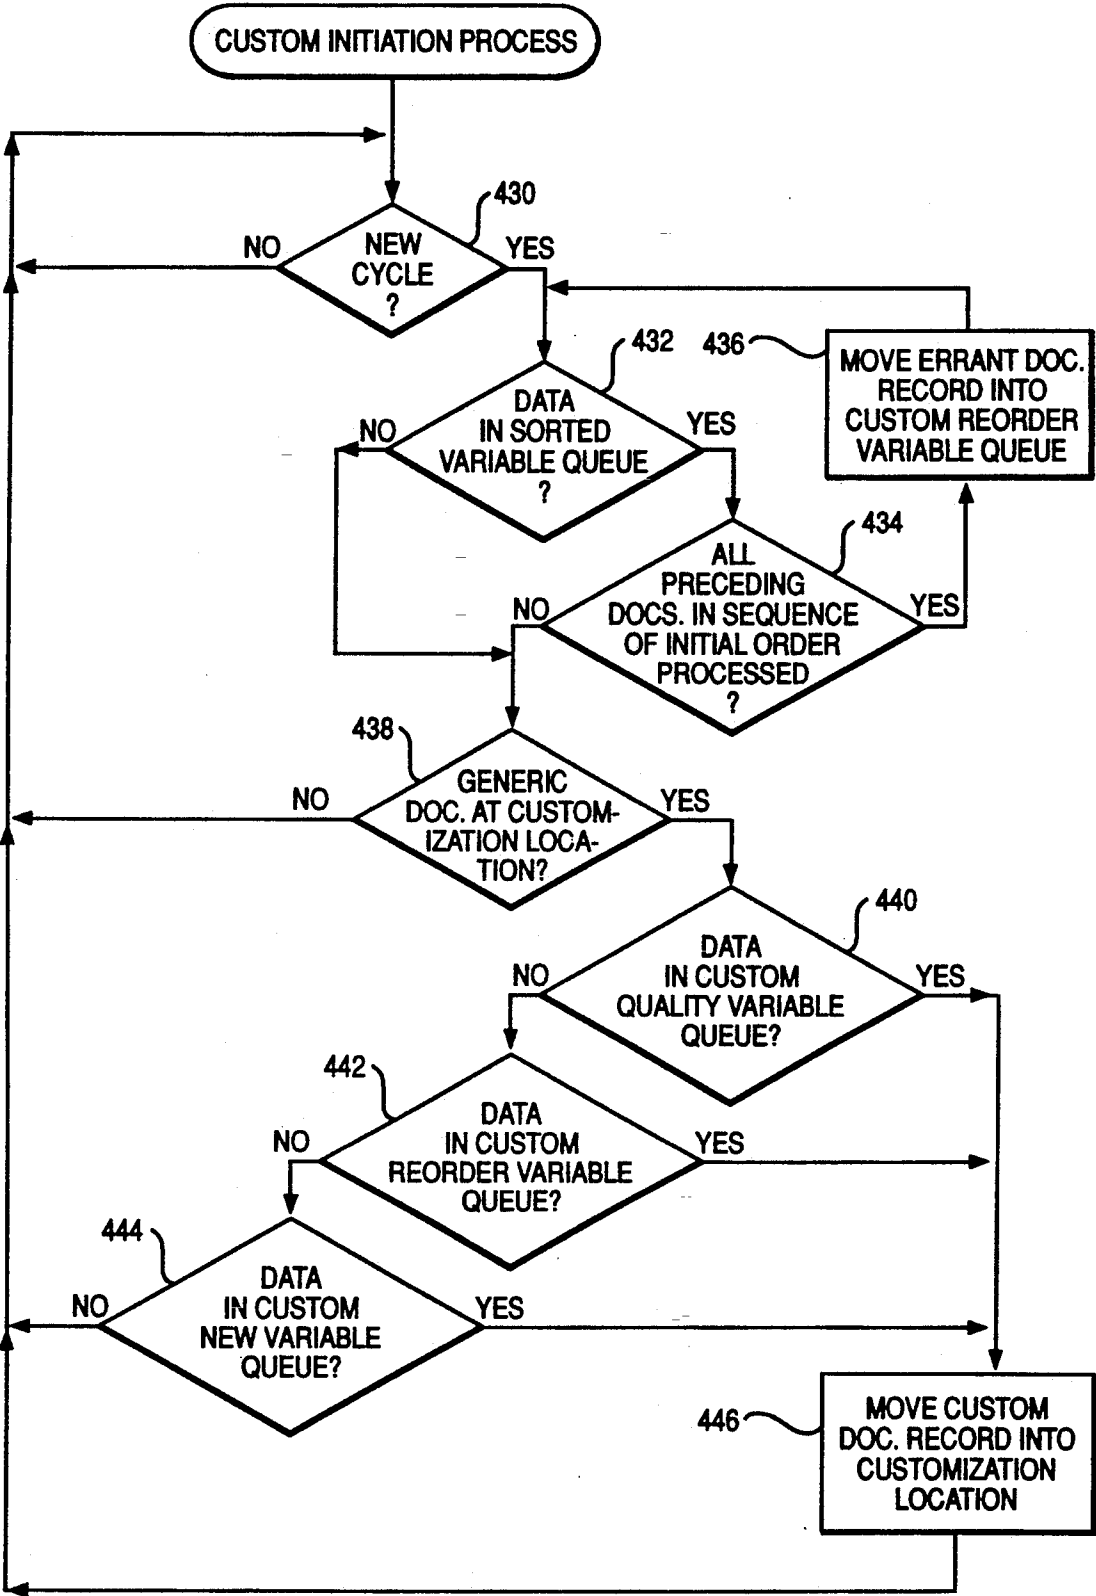 CUSTOM INITIATION PROCESS
430
NO
YES
NEW
CYCLE
?
432
436
MOVE ERRANT DOC.
RECORD INTO
CUSTOM REORDER
VARIABLE QUEUE
NO
YES
DATA
IN SORTED
VARIABLE QUEUE
?
434
ALL
PRECEDING
DOCS. IN SEQUENCE
OF INITIAL ORDER
PROCESSED
?
NO
YES
438
GENERIC
DOC. AT CUSTOM-
IZATION LOCA-
TION?
NO
YES
440
DATA
IN CUSTOM
QUALITY VARIABLE
QUEUE?
NO
YES
442
DATA
IN CUSTOM
REORDER VARIABLE
QUEUE?
NO
YES
444
DATA
IN CUSTOM
NEW VARIABLE
QUEUE?
NO
YES
446
MOVE CUSTOM
DOC. RECORD INTO
CUSTOMIZATION
LOCATION